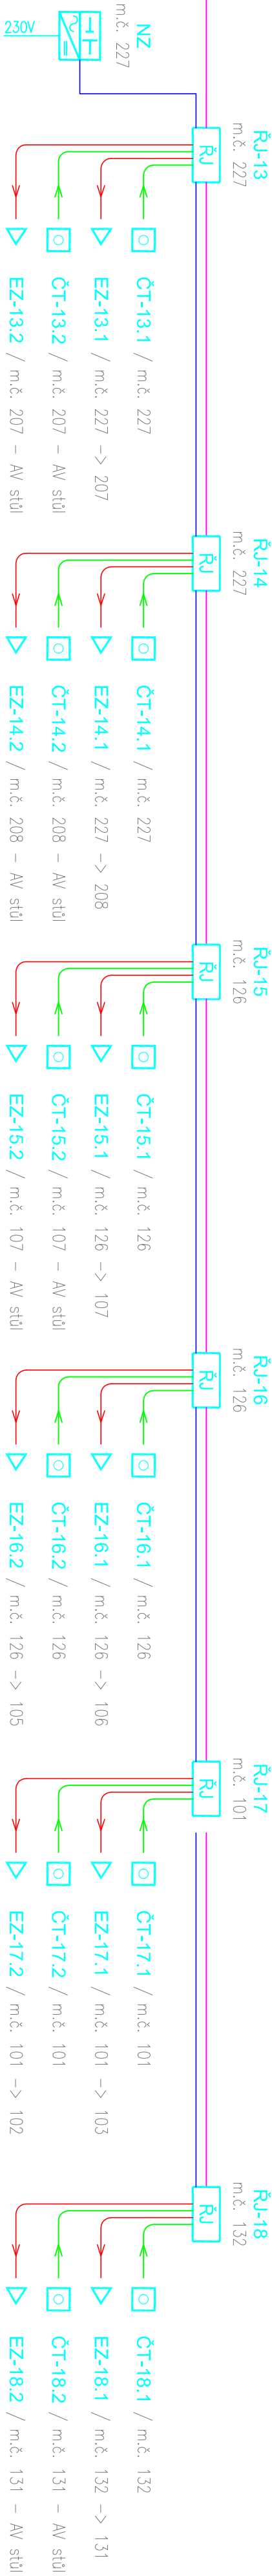 230V
NZ
m.č. 227
ŘJ-13
m.č. 227
ŘJ
ČT-13.1 / m.č. 227
EZ-13.1 / m.č. 227 -> 207
ČT-13.2 / m.č. 207 - AV stůl
EZ-13.2 / m.č. 207 - AV stůl
ŘJ-14
m.č. 227
ŘJ
ČT-14.1 / m.č. 227
EZ-14.1 / m.č. 227 -> 208
ČT-14.2 / m.č. 208 - AV stůl
EZ-14.2 / m.č. 208 - AV stůl
ŘJ-15
m.č. 126
ŘJ
ČT-15.1 / m.č. 126
EZ-15.1 / m.č. 126 -> 107
ČT-15.2 / m.č. 107 - AV stůl
EZ-15.2 / m.č. 107 - AV stůl
ŘJ-16
m.č. 126
ŘJ
ČT-16.1 / m.č. 126
EZ-16.1 / m.č. 126 -> 106
ČT-16.2 / m.č. 126
EZ-16.2 / m.č. 126 -> 105
ŘJ-17
m.č. 101
ŘJ
ČT-17.1 / m.č. 101
EZ-17.1 / m.č. 101 -> 103
ČT-17.2 / m.č. 101
EZ-17.2 / m.č. 101 -> 102
ŘJ-18
m.č. 132
ŘJ
ČT-18.1 / m.č. 132
EZ-18.1 / m.č. 132 -> 131
ČT-18.2 / m.č. 131 - AV stůl
EZ-18.2 / m.č. 131 - AV stůl